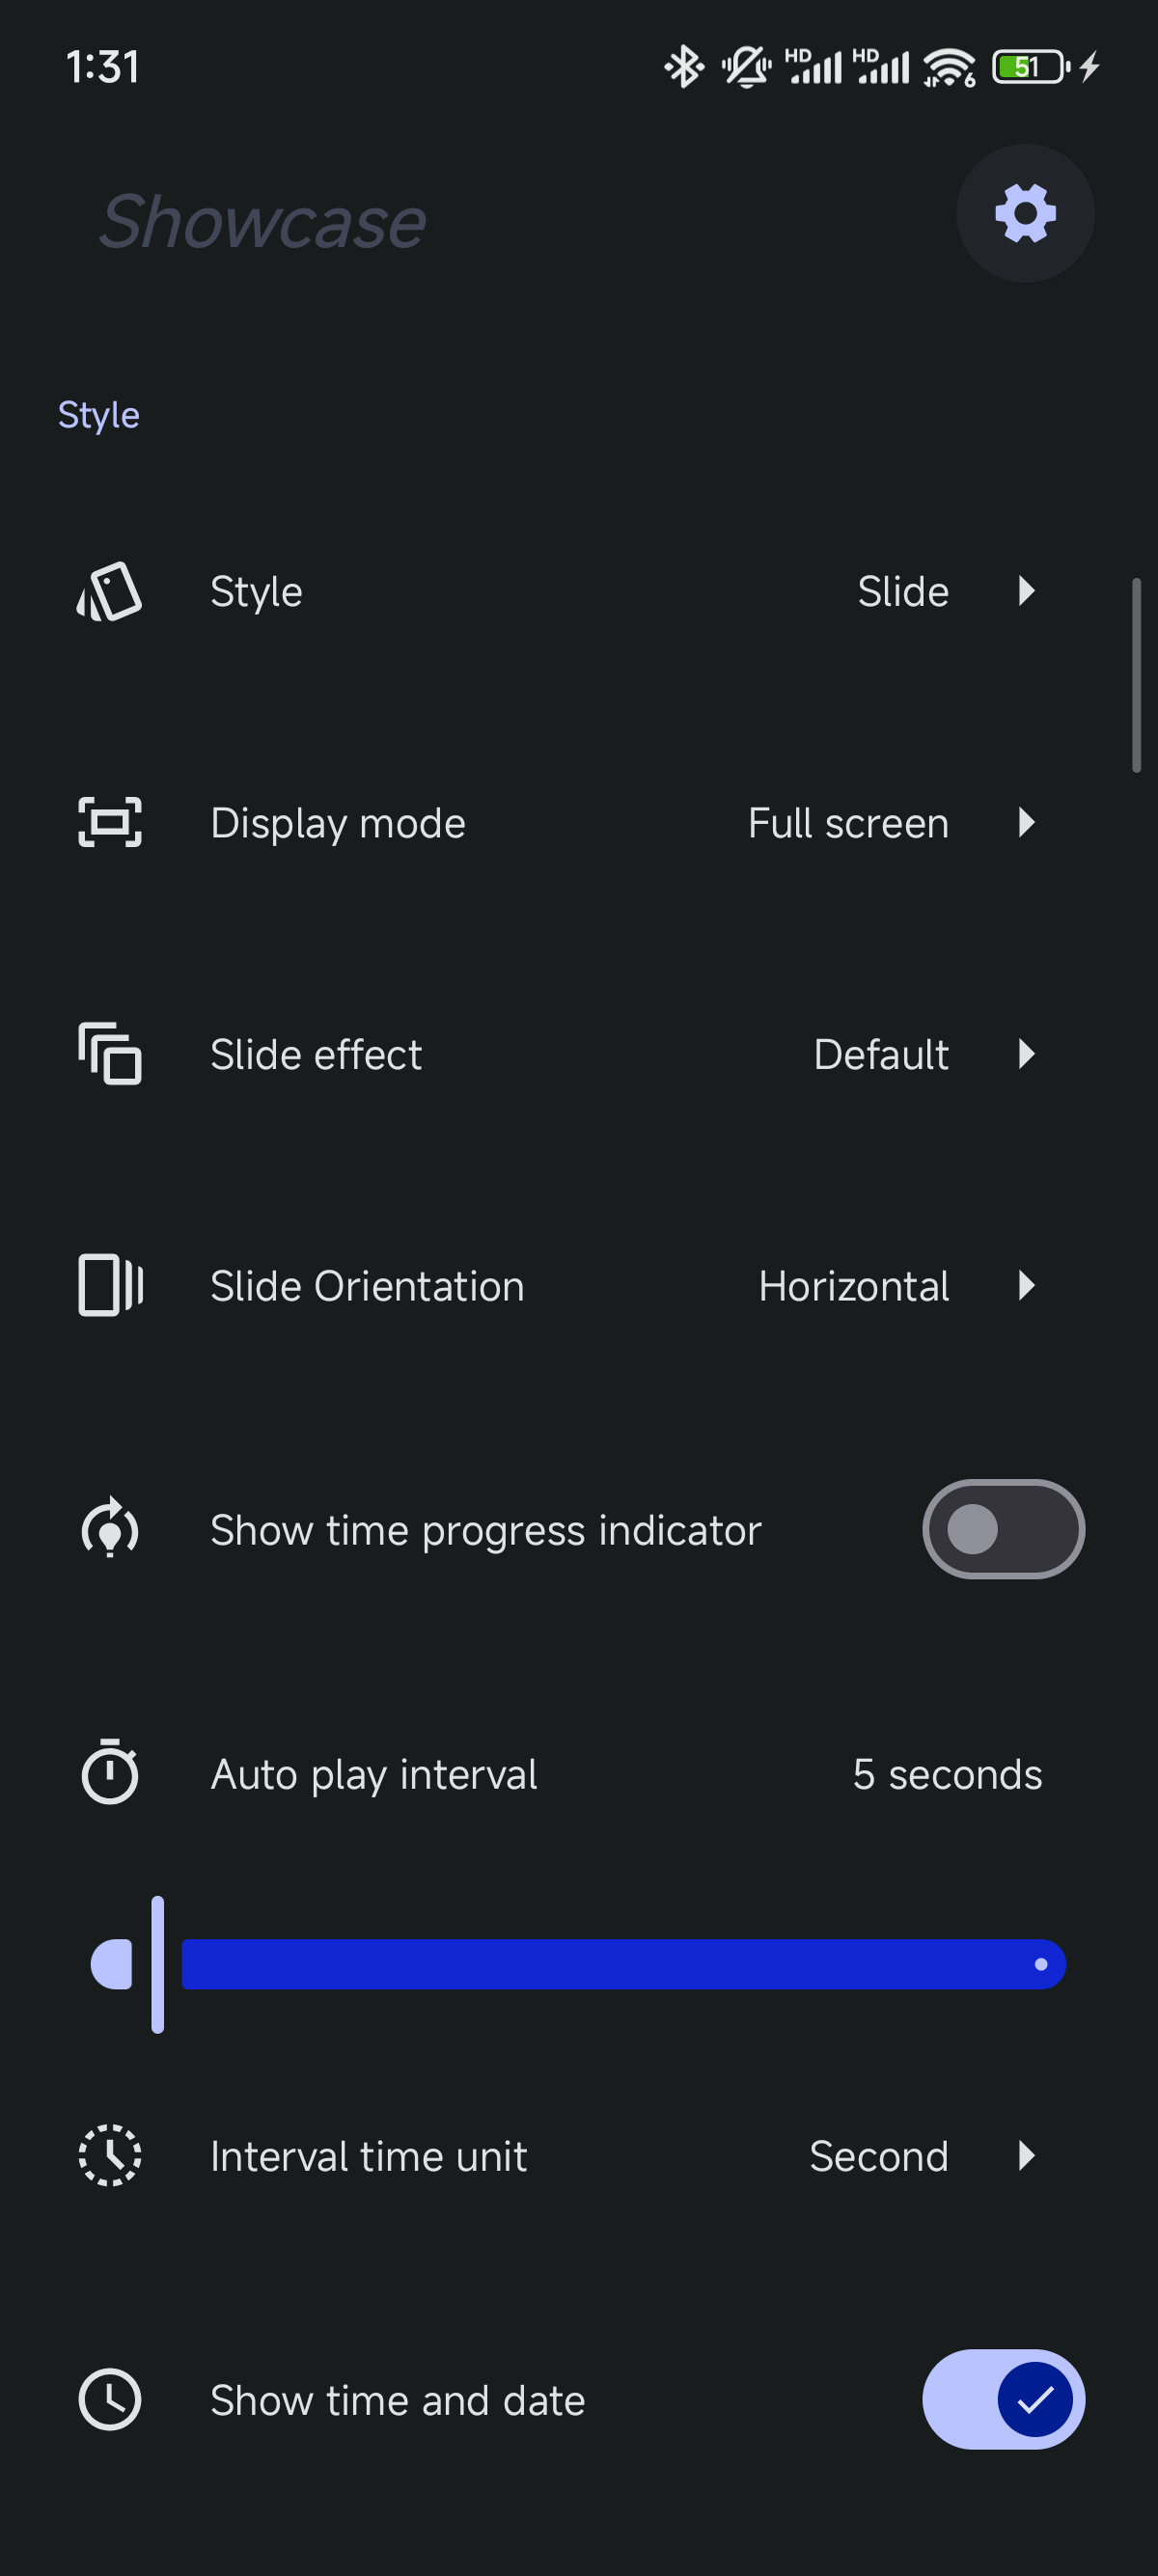 1:31
HD HD 6 51
Showcase
Style
Style Slide
Display mode Full screen
Slide effect Default
Slide Orientation Horizontal
Show time progress indicator
Auto play interval 5 seconds
Interval time unit Second
Show time and date